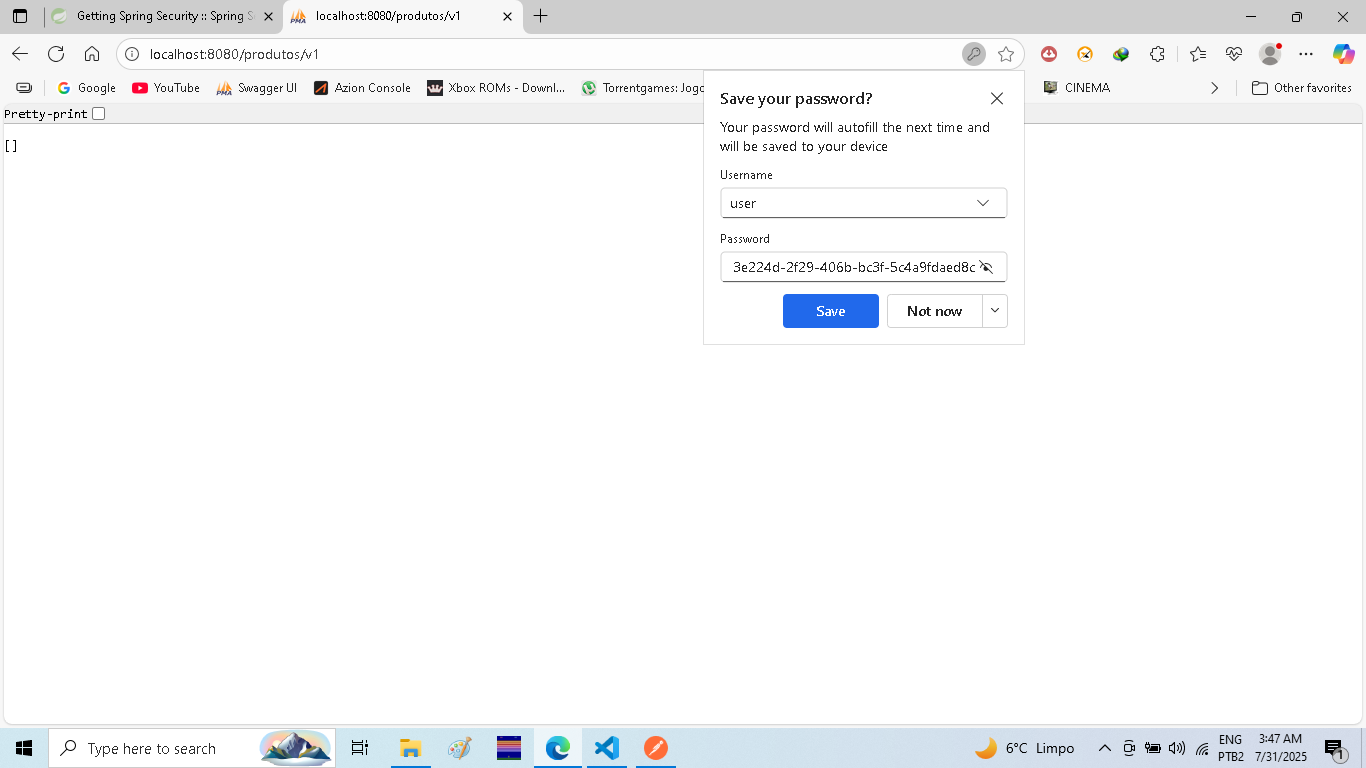 Getting Spring Security :: Spring S
localhost:8080/produtos/v1
localhost:8080/produtos/v1
Google
YouTube
PMA
Swagger UI
Azion Console
Xbox ROMs - Downl...
Torrentgames: Jogo
CINEMA
Other favorites
Pretty-print
[]
Save your password?
Your password will autofill the next time and
will be saved to your device
Username
user
Password
3e224d-2f29-406b-bc3f-5c4a9fdaed8c
Save
Not now
Type here to search
6°C Limpo
ENG
PTB2
3:47 AM
7/31/2025
1